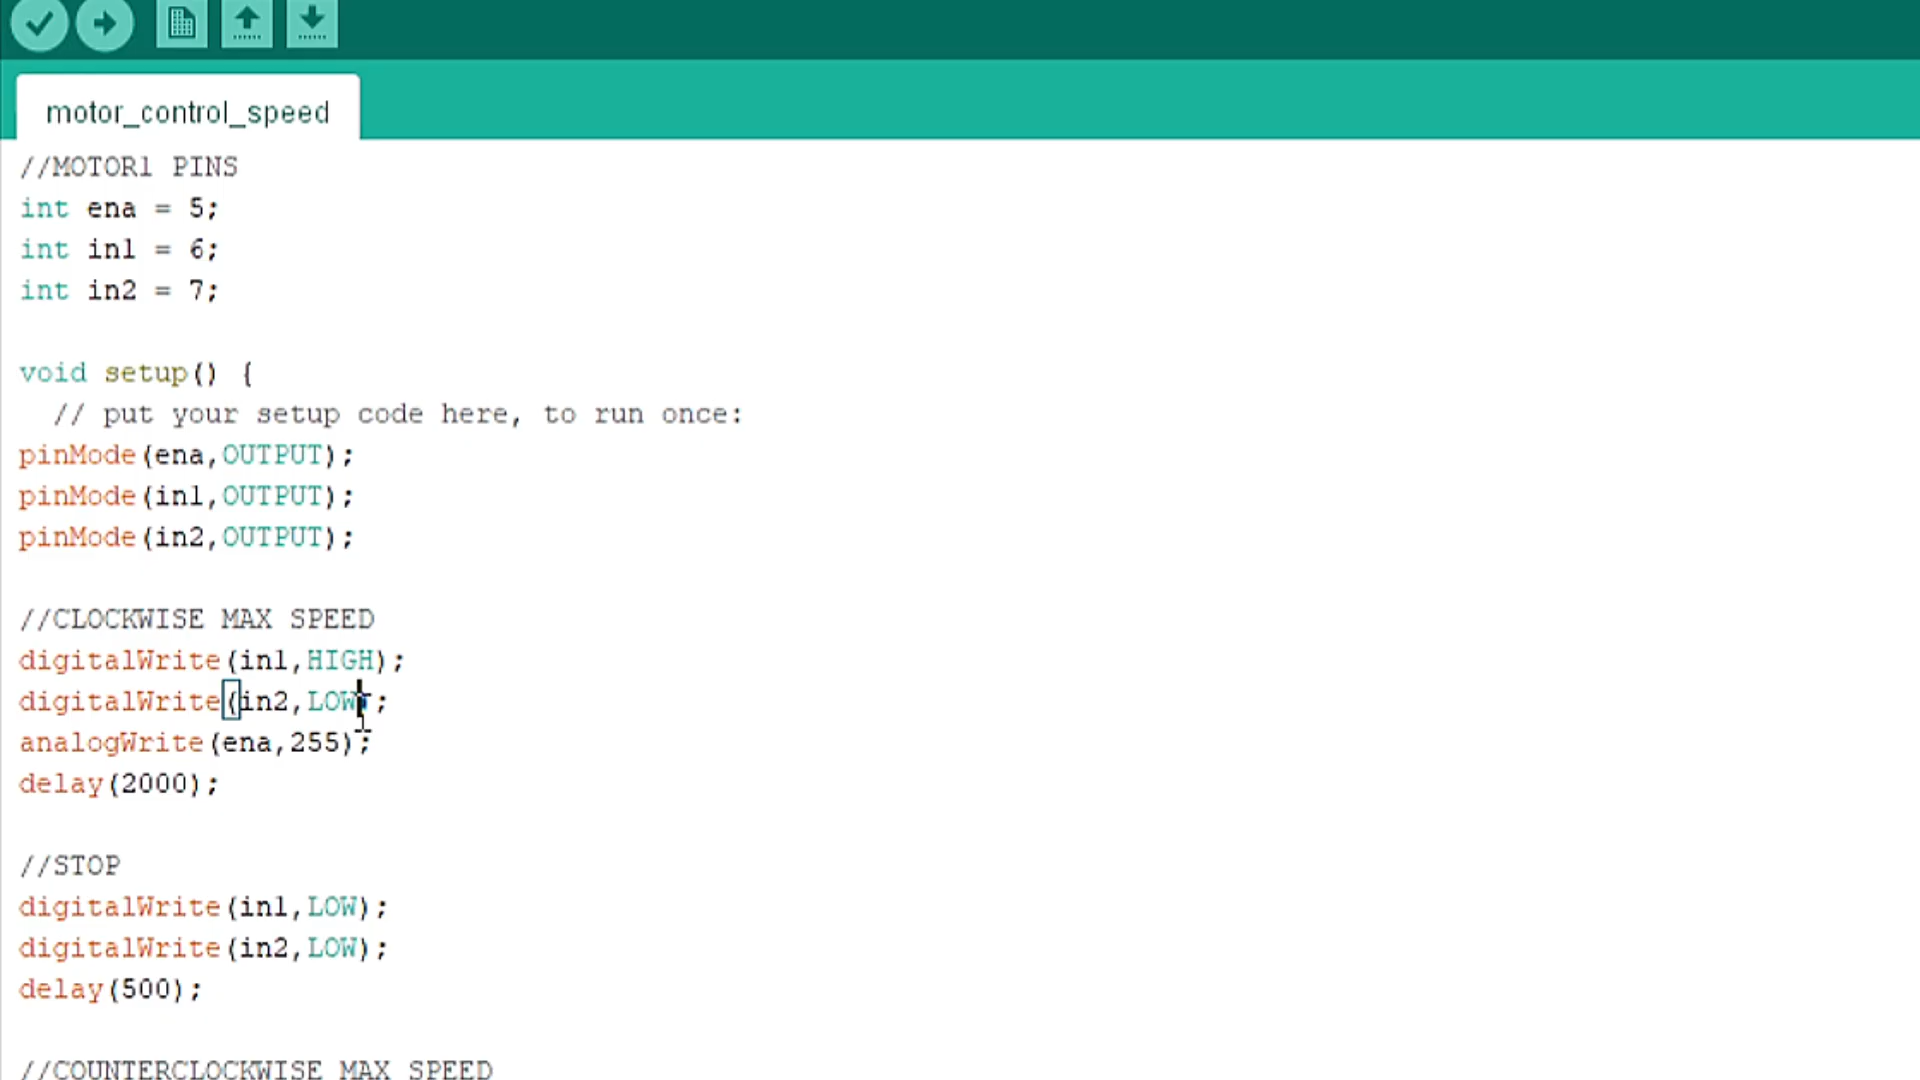 motor_control_speed
//MOTOR1 PINS
int ena = 5;
int in1 = 6;
int in2 = 7;
void setup() {
// put your setup code here, to run once:
pinMode(ena,OUTPUT);
pinMode(in1,OUTPUT);
pinMode(in2,OUTPUT);
//CLOCKWISE MAX SPEED
digitalWrite(in1,HIGH);
digitalWrite(in2,LOW);
analogWrite(ena,255);
delay(2000);
//STOP
digitalWrite(in1,LOW);
digitalWrite(in2,LOW);
delay(500);
//COUNTERCLOCKWISE MAX SPEED